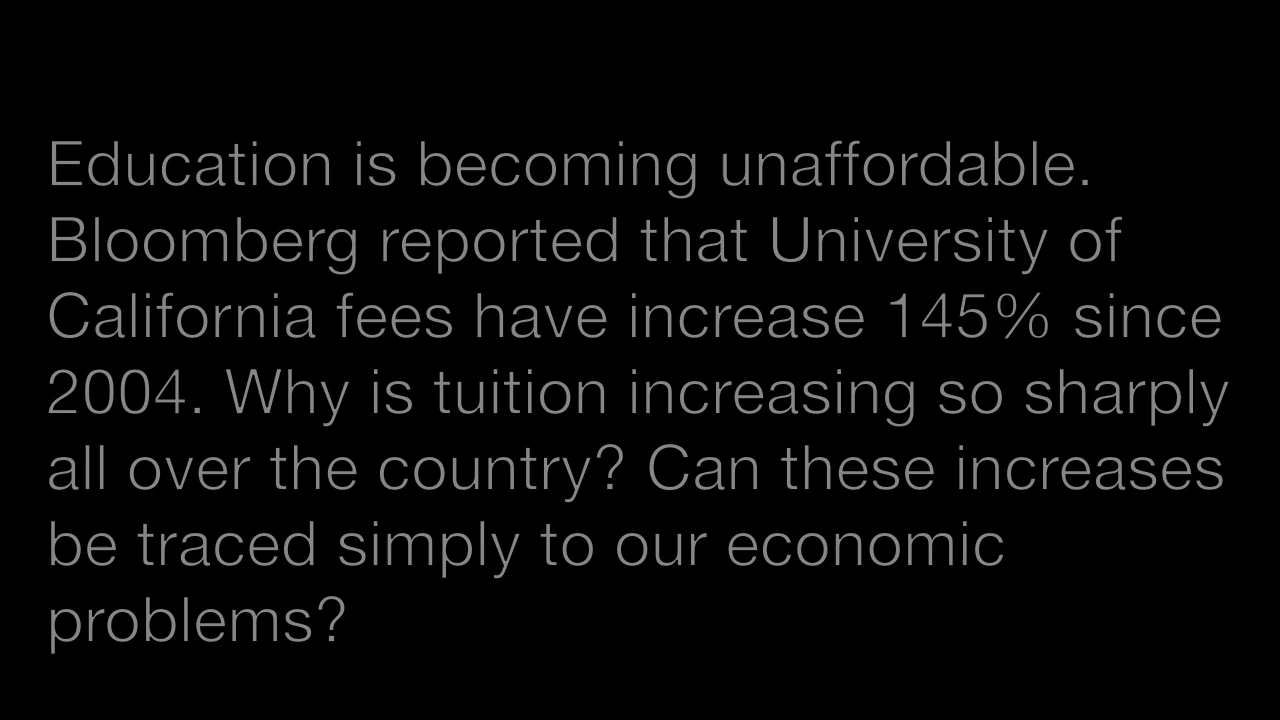 Education is becoming unaffordable.
Bloomberg reported that University of
California fees have increase 145% since
2004. Why is tuition increasing so sharply
all over the country? Can these increases
be traced simply to our economic
problems?